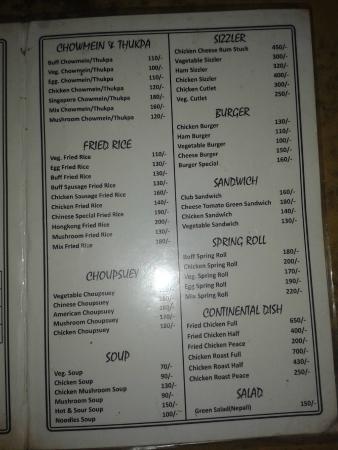 CHOWMEIN & THUKPA
Buff Chowmein/Thukpa 110/-
Veg. Chowmein/Thukpa 100/-
Egg. Chowmein/Thukpa 110/-
Chicken Chowmein/Thukpa 120/-
Singapore Chowmein/Thukpa 180/-
Mix Chowmein/Thukpa 160/-
Mushroom Chowmein/Thukpa 120/-
FRIED RICE
Veg. Fried Rice 110/-
Egg Fried Rice 130/-
Buff Fried Rice 130/-
Buff Sausage Fried Rice
Chicken Sausage Fried Rice 160/-
Chicken Fried Rice 140/-
Chinese Special Fried Rice 190/-
Hongkong Fried Rice 200/-
Mushroom Fried Rice 130/-
Mix Fried Rice
CHOUPSUEY
Vegetable Choupsuey
Chinese Choupsuey
American Choupsuey
Mushroom Choupsuey
Chicken Choupsuey 180/-
SOUP
Veg. Soup 70/-
Chicken Soup 90/-
Chicken Mushroom Soup 130/-
Mushroom Soup 90/-
Hot & Sour Soup 150/-
Noodles Soup 100/-
SIZZLER
Chicken Cheese Rum Stuck 450/-
Vegetable Sizzler 300/-
Ham Sizzler 320/-
Chicken Sizzler 400/-
Chicken Cutlet 300/-
Veg. Cutlet 250/-
BURGER
Chicken Burger 130/-
Ham Burger 110/-
Vegetable Burger 100/-
Cheese Burger 150/-
Burger Special 160/-
SANDWICH
Club Sandwich 160/-
Cheese Tomato Green Sandwich 180/-
Chicken Sandwich 140/-
Vegetable Sandwich 130/-
SPRING ROLL
Buff Spring Roll 180/-
Chicken Spring Roll 200/-
Veg. Spring Roll 170/-
Egg Spring Roll 190/-
Mix Spring Roll 220/-
CONTINENTAL DISH
Fried Chicken Full 650/-
Fried Chicken Half 400/-
Fried Chicken Peace 200/-
Chicken Roast Full 700/-
Chicken Roast Half 430/-
Chicken Roast Peace 250/-
SALAD
Green Salad(Nepali) 150/-